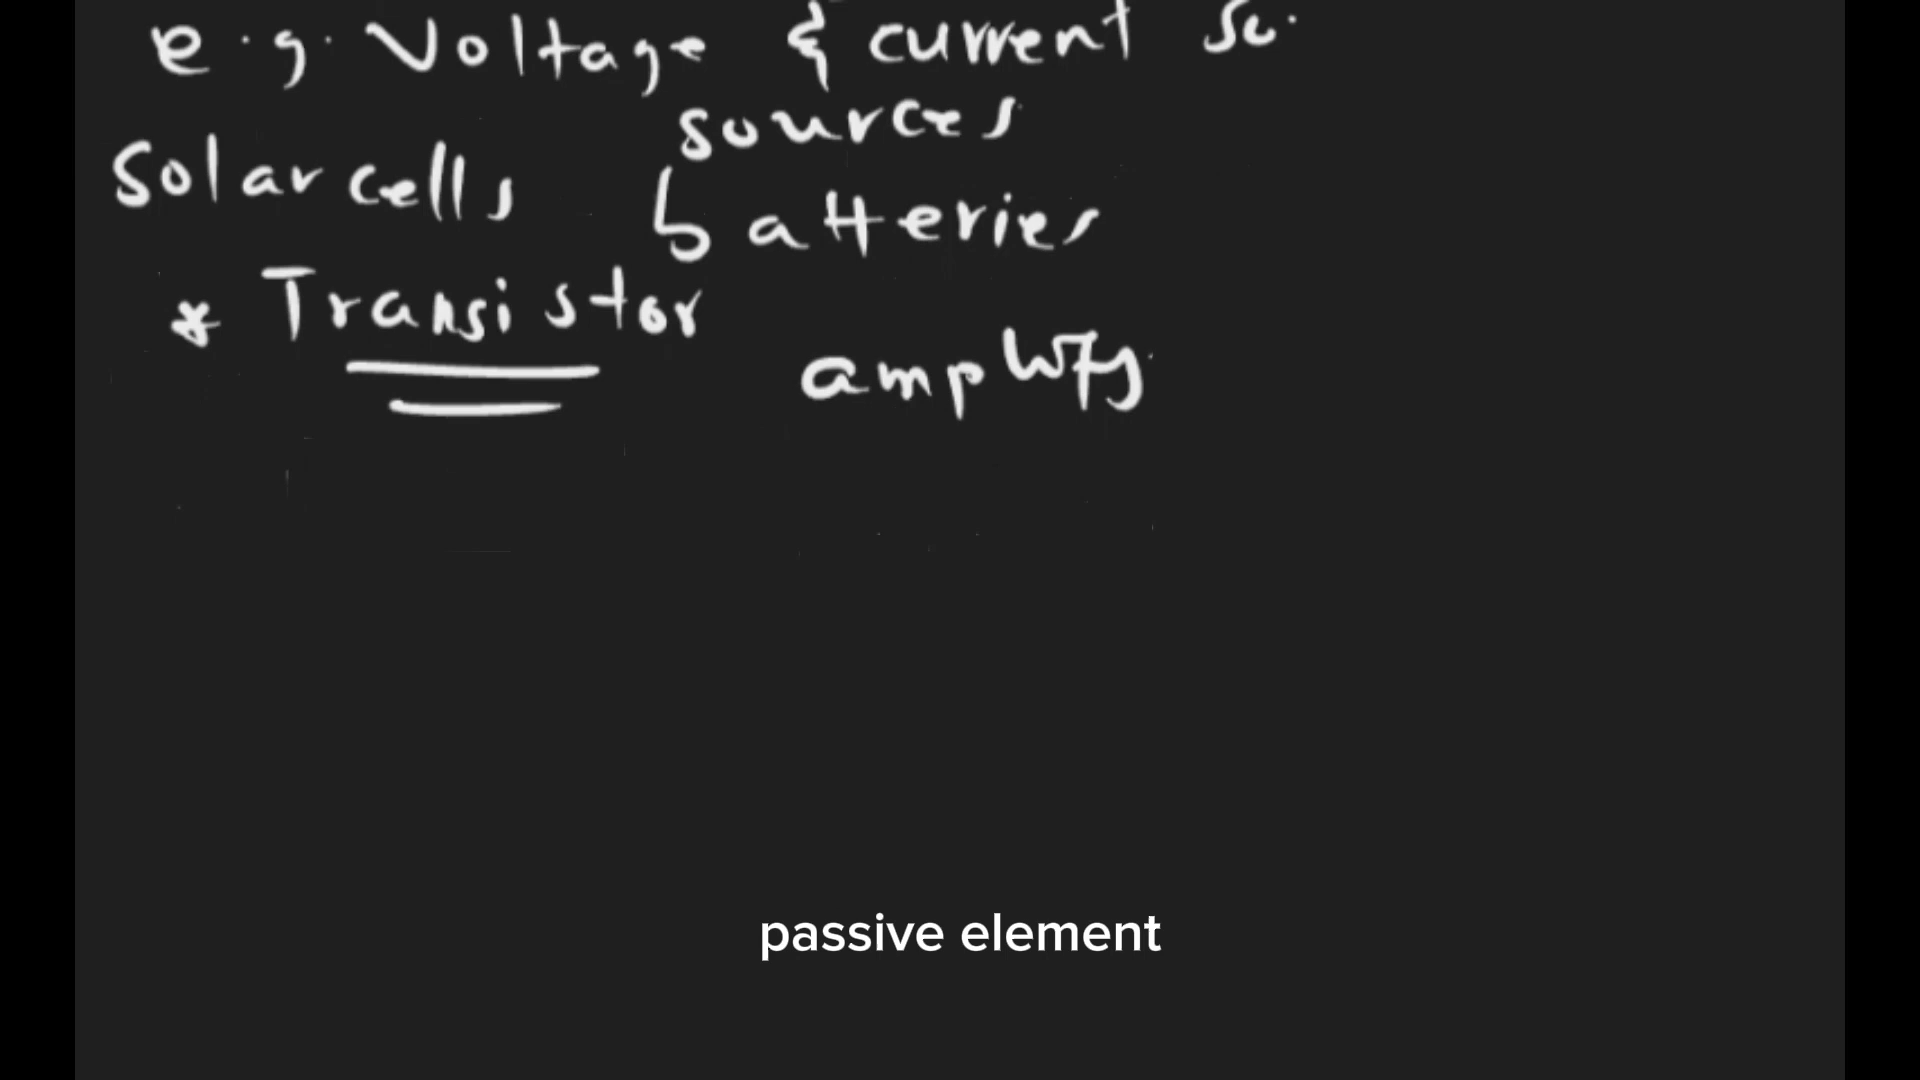 e.g. Voltage & current so.
sources
Solar cells batteries
* Transistor
amplify
passive element